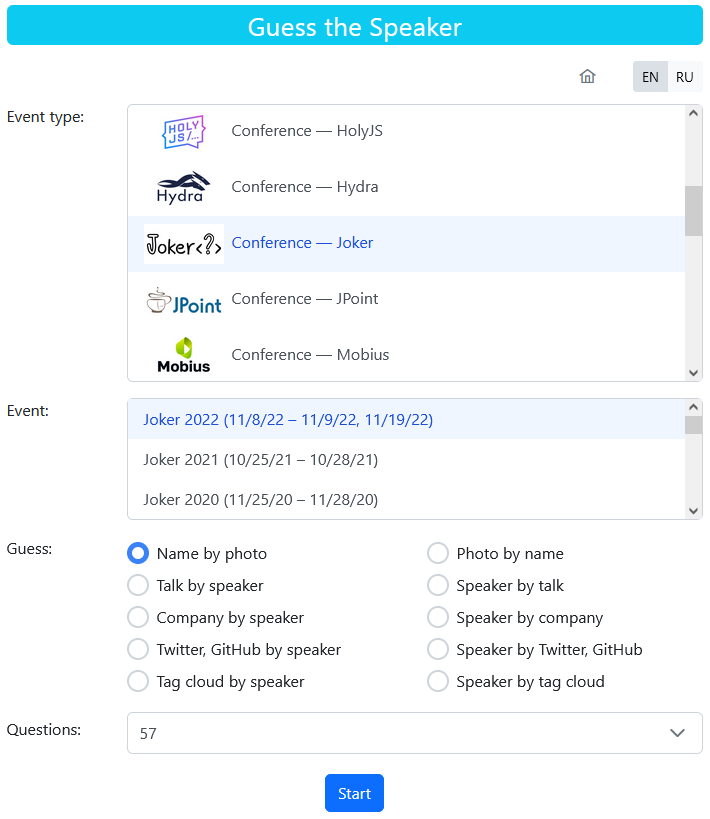 Guess the Speaker
EN RU
Event type:
HOLY JS/... Conference — HolyJS
Hydra Conference — Hydra
Joker<?> Conference — Joker
JPoint Conference — JPoint
Mobius Conference — Mobius
Event:
Joker 2022 (11/8/22 – 11/9/22, 11/19/22)
Joker 2021 (10/25/21 – 10/28/21)
Joker 2020 (11/25/20 – 11/28/20)
Guess:
Name by photo Photo by name
Talk by speaker Speaker by talk
Company by speaker Speaker by company
Twitter, GitHub by speaker Speaker by Twitter, GitHub
Tag cloud by speaker Speaker by tag cloud
Questions: 57
Start